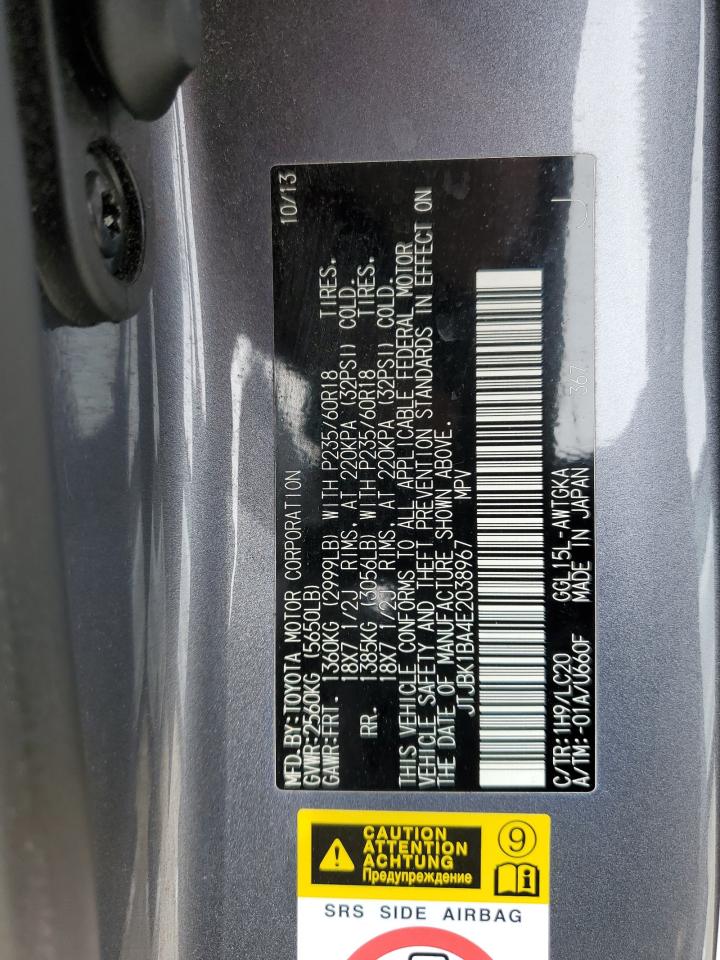 MFD.BY:TOYOTA MOTOR CORPORATION 10/13
GVWR:2560KG (5650LB)
GAWR:FRT. 1360KG (2999LB) WITH P235/60R18 TIRES.
18X7 1/2J RIMS, AT 220KPA (32PSI) COLD.
RR. 1385KG (3056LB) WITH P235/60R18 TIRES.
18X7 1/2J RIMS, AT 220KPA (32PSI) COLD.
THIS VEHICLE CONFORMS TO ALL APPLICABLE FEDERAL MOTOR
VEHICLE SAFETY AND THEFT PREVENTION STANDARDS IN EFFECT ON
THE DATE OF MANUFACTURE SHOWN ABOVE.
JTJBK1BA4E2038967 MPV
C/TR:1H9/LC20 GGL15L-AWTGKA J
A/TM:-01A/U660F MADE IN JAPAN 367
CAUTION
ATTENTION
ACHTUNG
Предупреждение
9
SRS SIDE AIRBAG